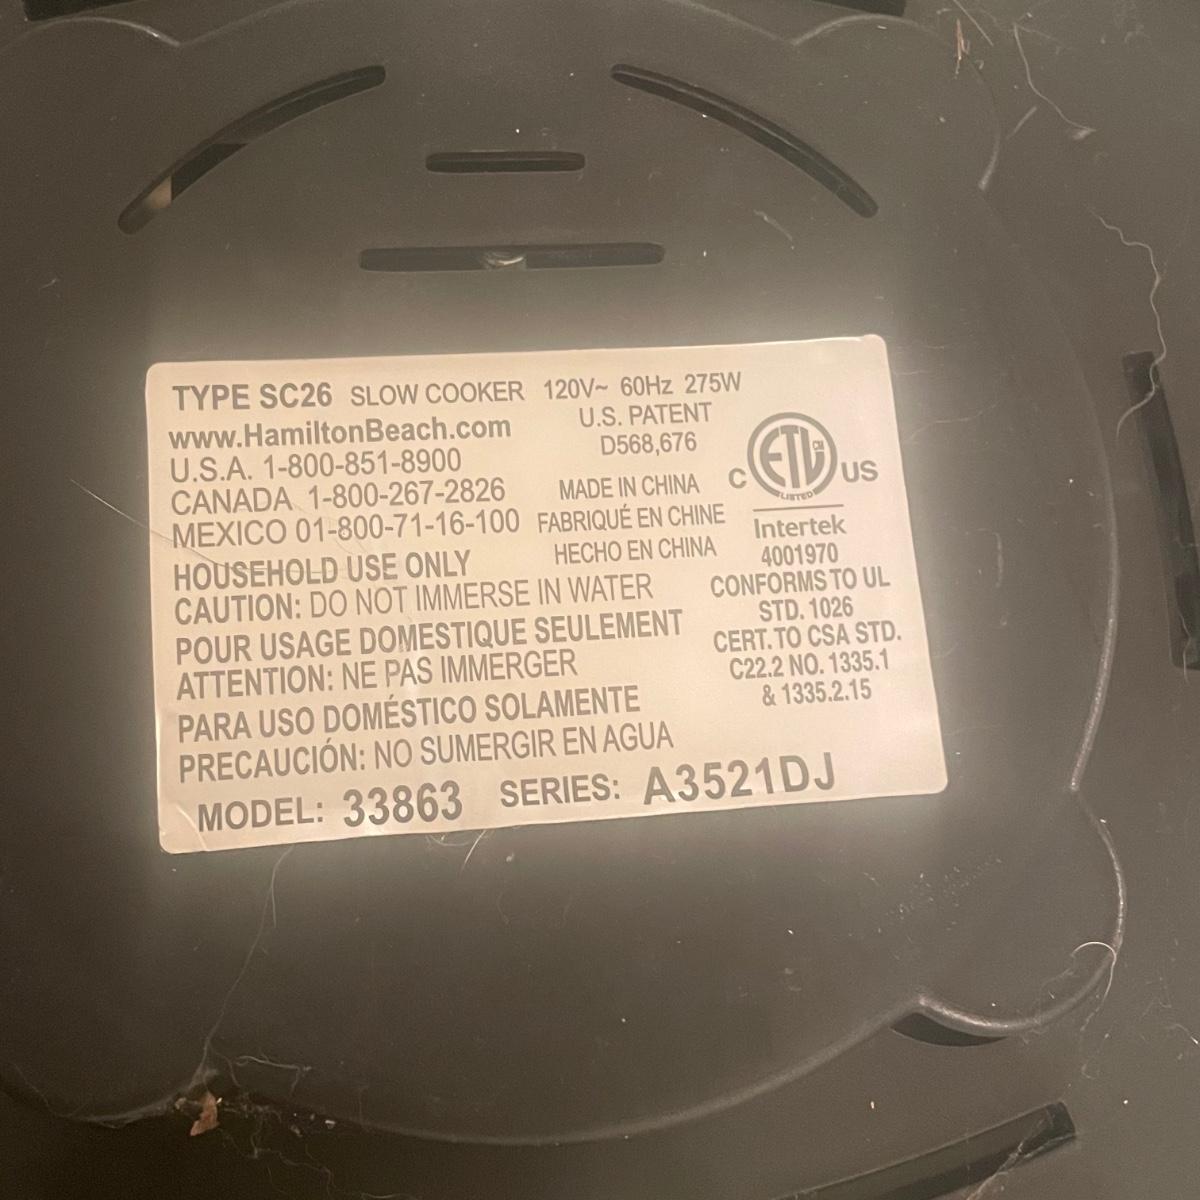 TYPE SC26 SLOW COOKER 120V~ 60Hz 275W
www.HamiltonBeach.com
U.S.A. 1-800-851-8900
CANADA 1-800-267-2826
MEXICO 01-800-71-16-100
U.S. PATENT
D568,676
MADE IN CHINA
FABRIQUÉ EN CHINE
HECHO EN CHINA
HOUSEHOLD USE ONLY
CAUTION: DO NOT IMMERSE IN WATER
POUR USAGE DOMESTIQUE SEULEMENT
ATTENTION: NE PAS IMMERGER
PARA USO DOMÉSTICO SOLAMENTE
PRECAUCIÓN: NO SUMERGIR EN AGUA
C ETL CM US
LISTED
Intertek
4001970
CONFORMS TO UL
STD. 1026
CERT. TO CSA STD.
C22.2 NO. 1335.1
& 1335.2.15
MODEL: 33863 SERIES: A3521DJ